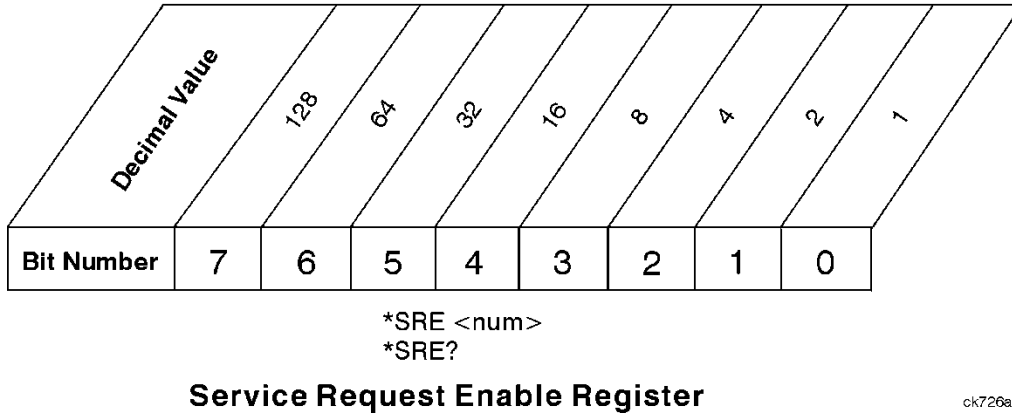 Decimal Value 128 64 32 16 8 4 2 1
Bit Number 7 6 5 4 3 2 1 0
*SRE <num>
*SRE?
Service Request Enable Register
ck726a